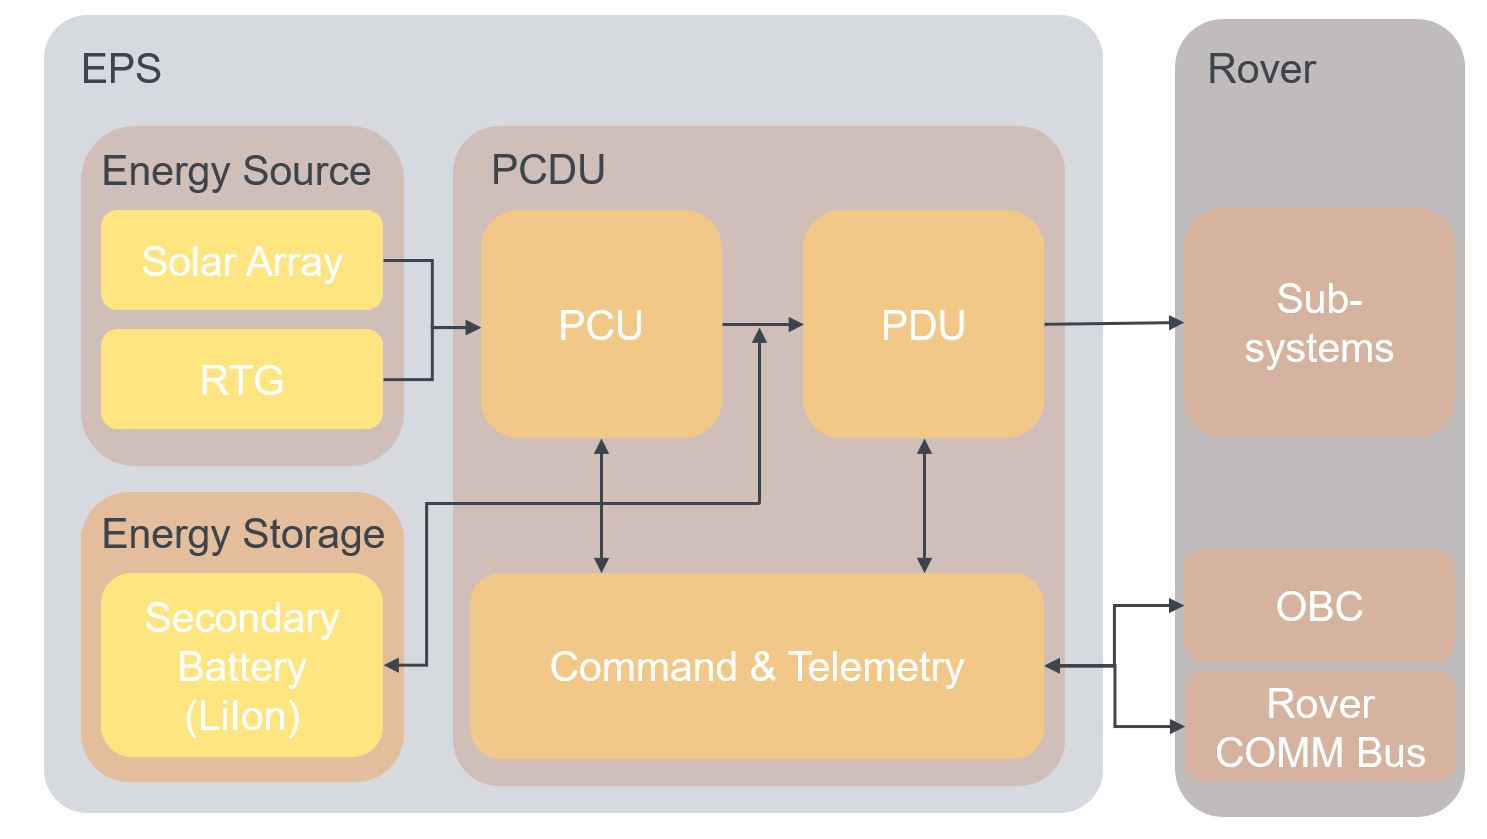 EPS
Rover
Energy Source
PCDU
Solar Array
RTG
PCU
PDU
Sub-
systems
Energy Storage
Secondary
Battery
(LiIon)
Command & Telemetry
OBC
Rover
COMM Bus